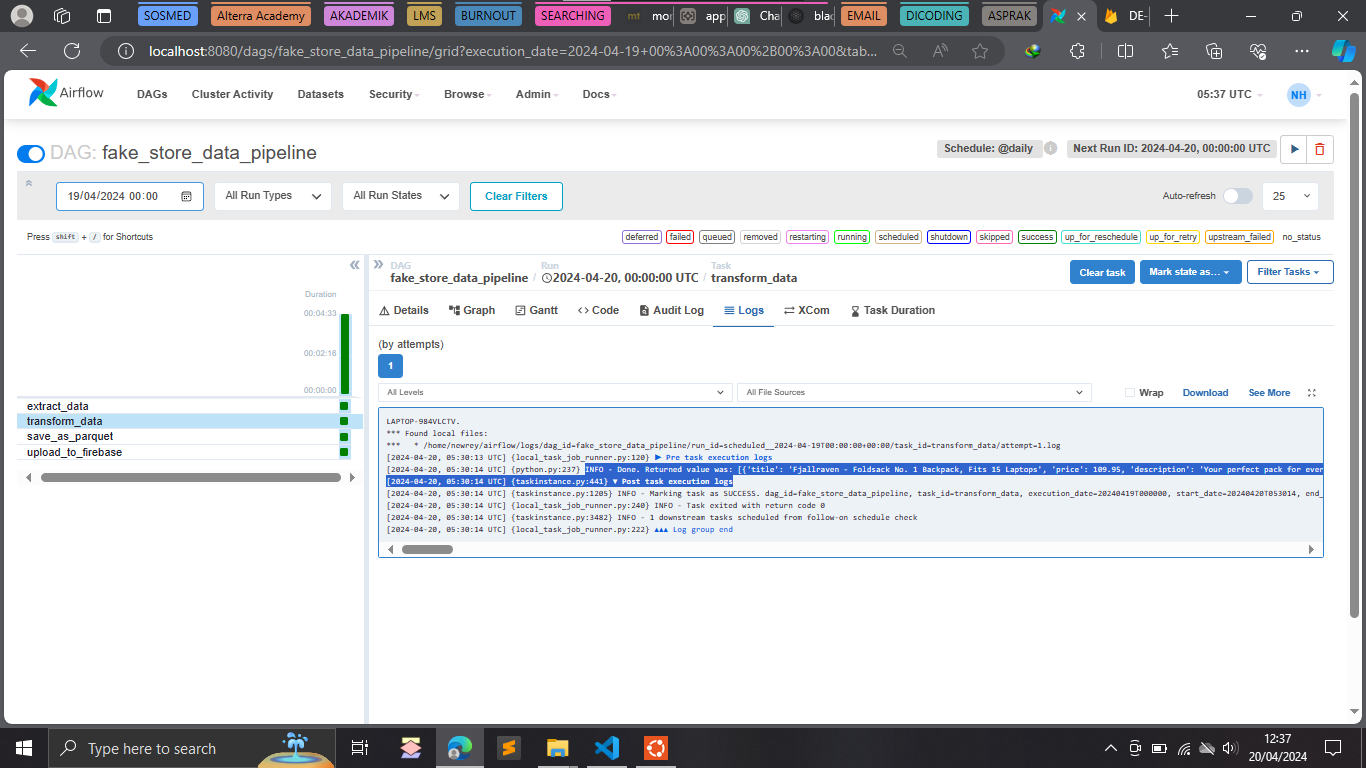 SOSMED Alterra Academy AKADEMIK LMS BURNOUT SEARCHING mt mor app Cha blac EMAIL DICODING ASPRAK DE-
localhost:8080/dags/fake_store_data_pipeline/grid?execution_date=2024-04-19+00%3A00%3A00%2B00%3A00&tab...
Airflow DAGs Cluster Activity Datasets Security Browse Admin Docs 05:37 UTC NH
DAG: fake_store_data_pipeline Schedule: @daily Next Run ID: 2024-04-20, 00:00:00 UTC
19/04/2024 00:00 All Run Types All Run States Clear Filters Auto-refresh 25
Press shift + / for Shortcuts deferred failed queued removed restarting running scheduled shutdown skipped success up_for_reschedule up_for_retry upstream_failed no_status
DAG Run Task
fake_store_data_pipeline / 2024-04-20, 00:00:00 UTC / transform_data Clear task Mark state as... Filter Tasks
Duration
00:04:33
00:02:16
00:00:00
extract_data
transform_data
save_as_parquet
upload_to_firebase
Details Graph Gantt Code Audit Log Logs XCom Task Duration
(by attempts)
1
All Levels All File Sources Wrap Download See More
LAPTOP-984VLCTV.
*** Found local files:
***   * /home/newrey/airflow/logs/dag_id=fake_store_data_pipeline/run_id=scheduled__2024-04-19T00:00:00+00:00/task_id=transform_data/attempt=1.log
[2024-04-20, 05:30:13 UTC] {local_task_job_runner.py:120} ▶ Pre task execution logs
[2024-04-20, 05:30:14 UTC] {python.py:237} INFO - Done. Returned value was: [{'title': 'Fjallraven - Foldsack No. 1 Backpack, Fits 15 Laptops', 'price': 109.95, 'description': 'Your perfect pack for ever
[2024-04-20, 05:30:14 UTC] {taskinstance.py:441} ▼ Post task execution logs
[2024-04-20, 05:30:14 UTC] {taskinstance.py:1205} INFO - Marking task as SUCCESS. dag_id=fake_store_data_pipeline, task_id=transform_data, execution_date=20240419T000000, start_date=20240420T053014, end_
[2024-04-20, 05:30:14 UTC] {local_task_job_runner.py:240} INFO - Task exited with return code 0
[2024-04-20, 05:30:14 UTC] {taskinstance.py:3482} INFO - 1 downstream tasks scheduled from follow-on schedule check
[2024-04-20, 05:30:14 UTC] {local_task_job_runner.py:222} ▲▲▲ Log group end
Type here to search
12:37
20/04/2024